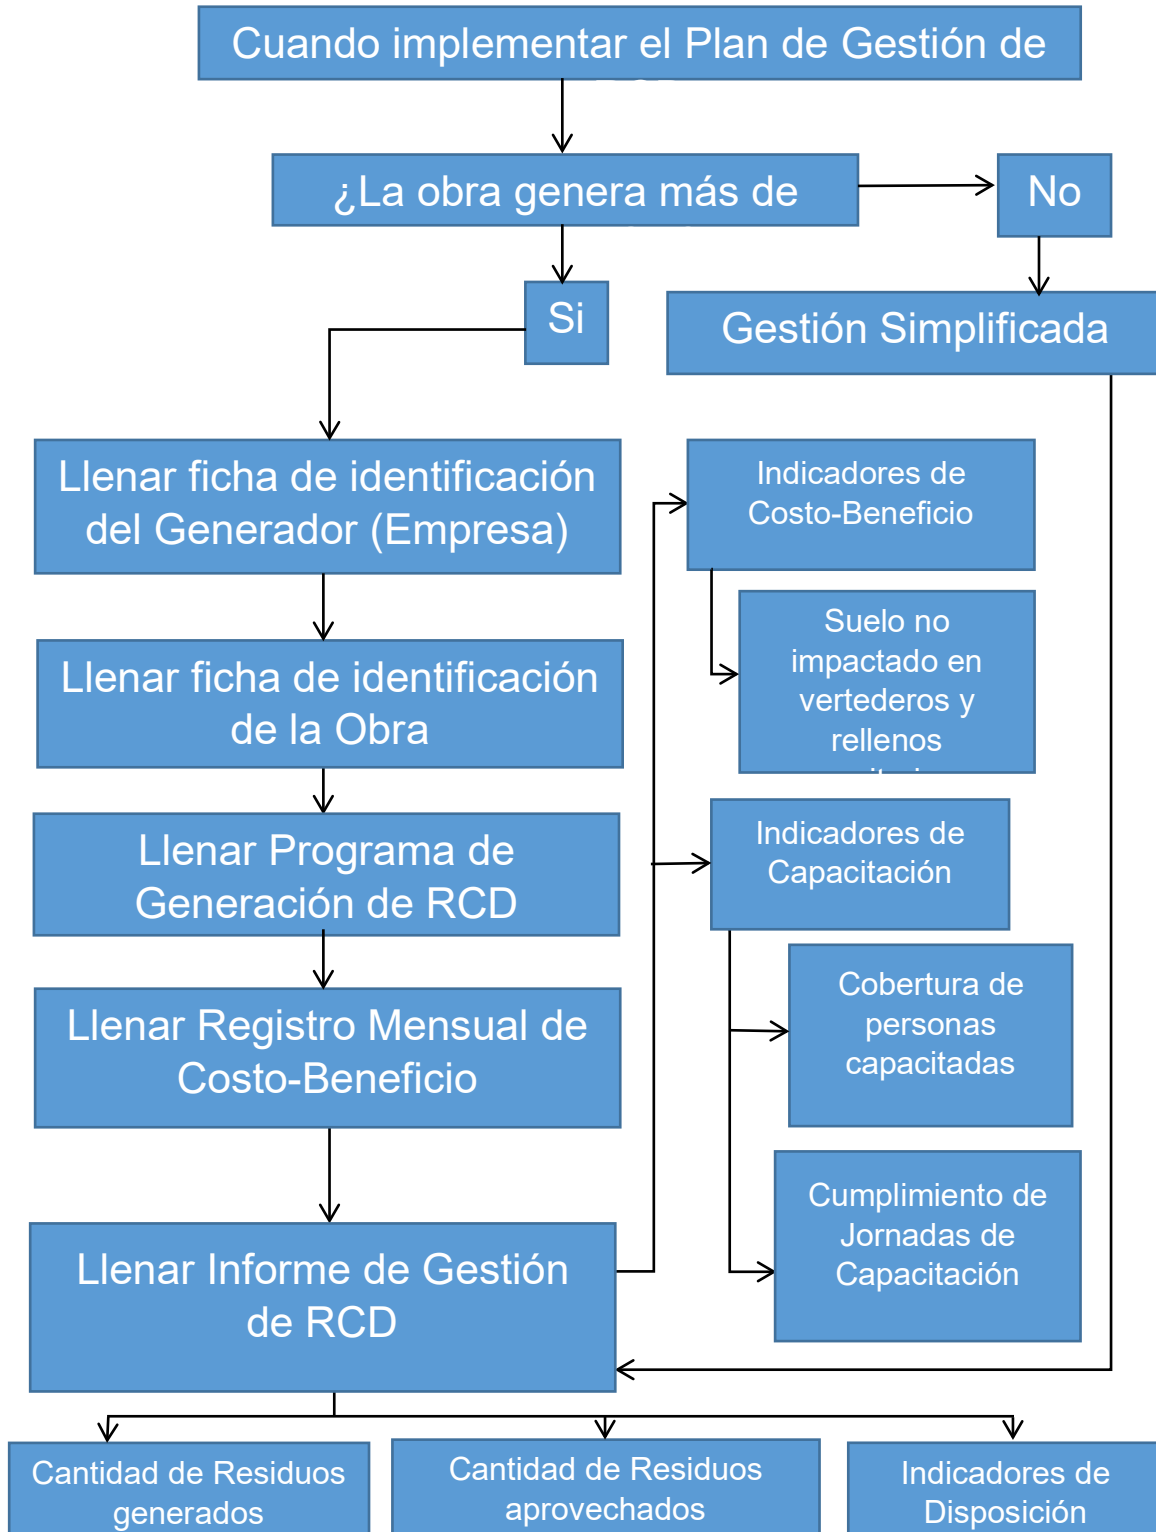 Cuando implementar el Plan de Gestión de
¿La obra genera más de
No
Si
Gestión Simplificada
Llenar ficha de identificación
del Generador (Empresa)
Indicadores de
Costo-Beneficio
Suelo no
impactado en
vertederos y
rellenos
Llenar ficha de identificación
de la Obra
Llenar Programa de
Generación de RCD
Indicadores de
Capacitación
Cobertura de
personas
capacitadas
Llenar Registro Mensual de
Costo-Beneficio
Cumplimiento de
Jornadas de
Capacitación
Llenar Informe de Gestión
de RCD
Cantidad de Residuos
generados
Cantidad de Residuos
aprovechados
Indicadores de
Disposición